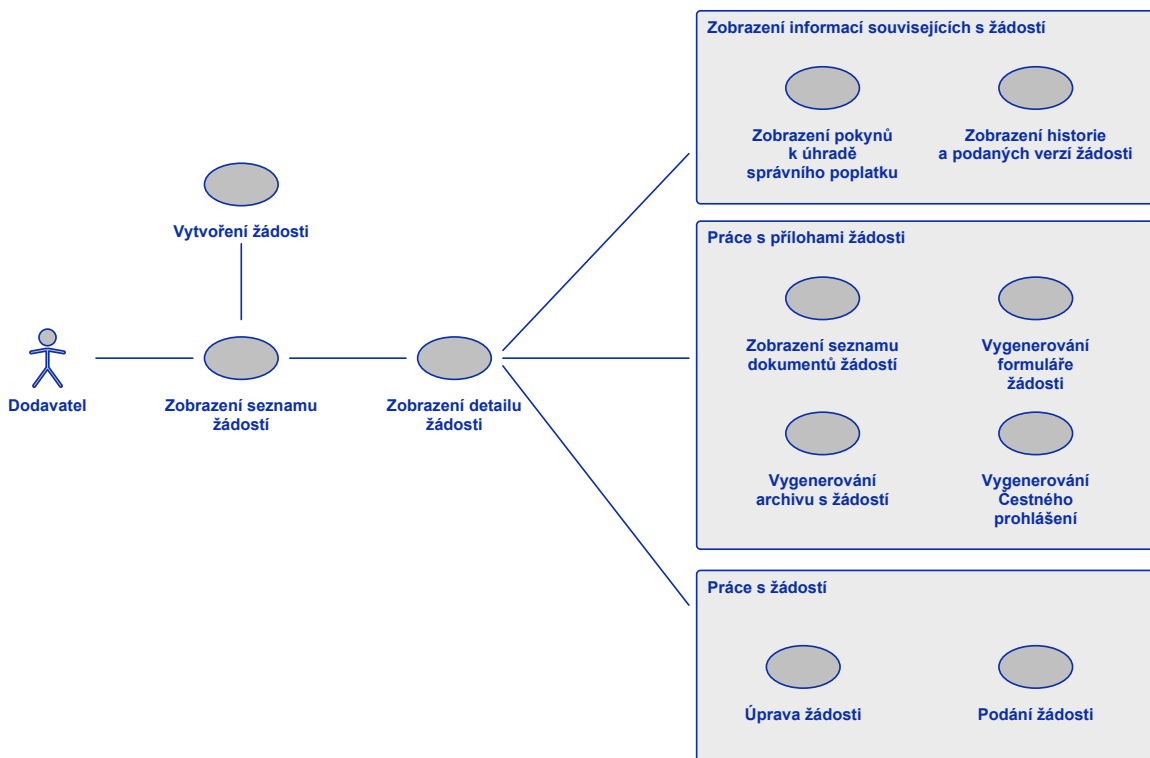 Zobrazení informací souvisejících s žádostí
Zobrazení pokynů
k úhradě
správního poplatku
Zobrazení historie
a podaných verzí žádosti
Vytvoření žádosti
Práce s přílohami žádosti
Dodavatel
Zobrazení seznamu
žádostí
Zobrazení detailu
žádosti
Zobrazení seznamu
dokumentů žádostí
Vygenerování
formuláře
žádosti
Vygenerování
archivu s žádostí
Vygenerování
Čestného
prohlášení
Práce s žádostí
Úprava žádosti
Podání žádosti